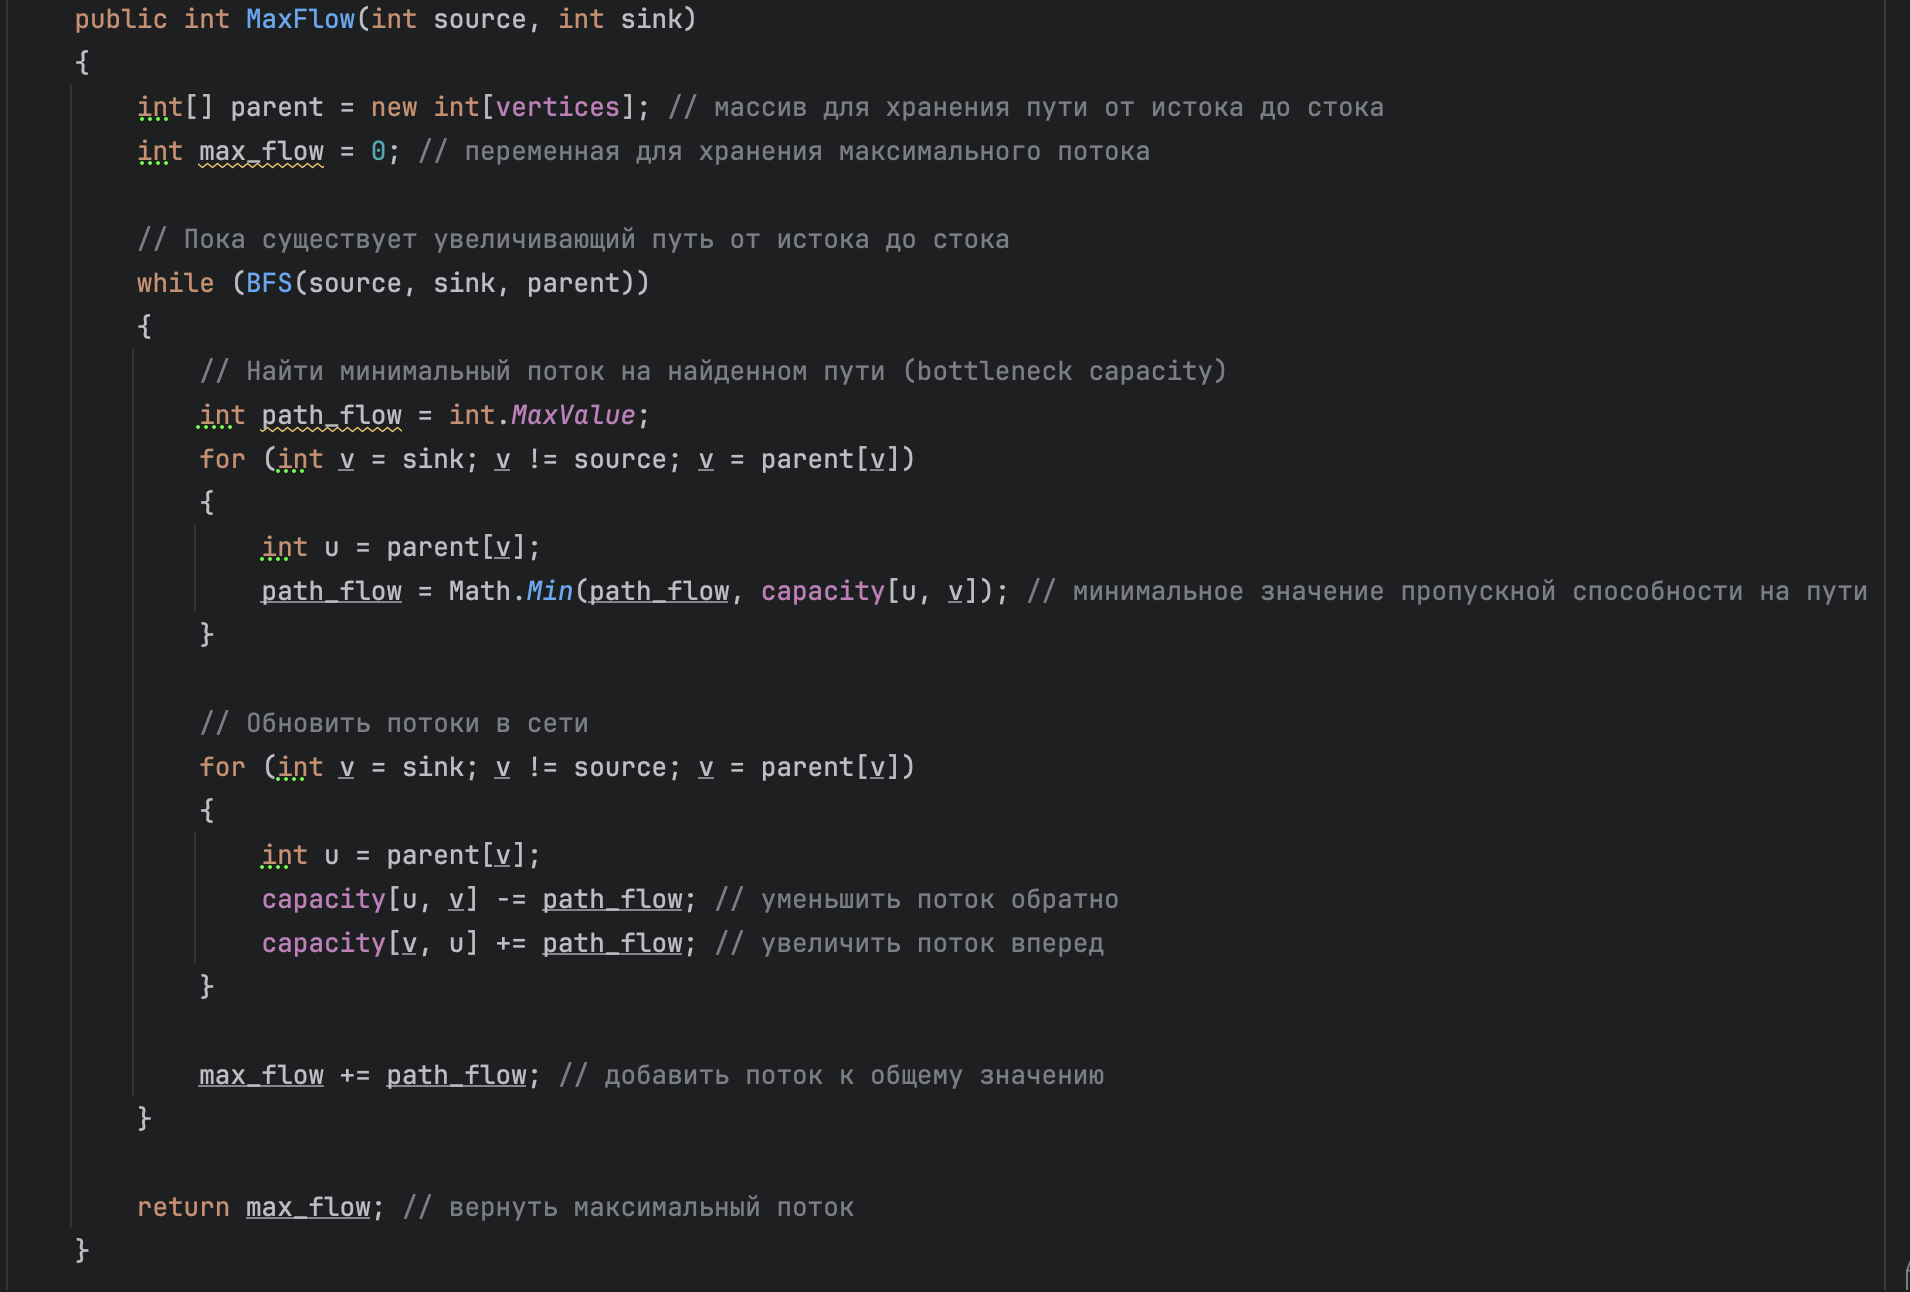 public int MaxFlow(int source, int sink)
{
int[] parent = new int[vertices]; // массив для хранения пути от истока до стока
int max_flow = 0; // переменная для хранения максимального потока
// Пока существует увеличивающий путь от истока до стока
while (BFS(source, sink, parent))
{
// Найти минимальный поток на найденном пути (bottleneck capacity)
int path_flow = int.MaxValue;
for (int v = sink; v != source; v = parent[v])
{
int u = parent[v];
path_flow = Math.Min(path_flow, capacity[u, v]); // минимальное значение пропускной способности на пути
}
// Обновить потоки в сети
for (int v = sink; v != source; v = parent[v])
{
int u = parent[v];
capacity[u, v] -= path_flow; // уменьшить поток обратно
capacity[v, u] += path_flow; // увеличить поток вперед
}
max_flow += path_flow; // добавить поток к общему значению
}
return max_flow; // вернуть максимальный поток
}